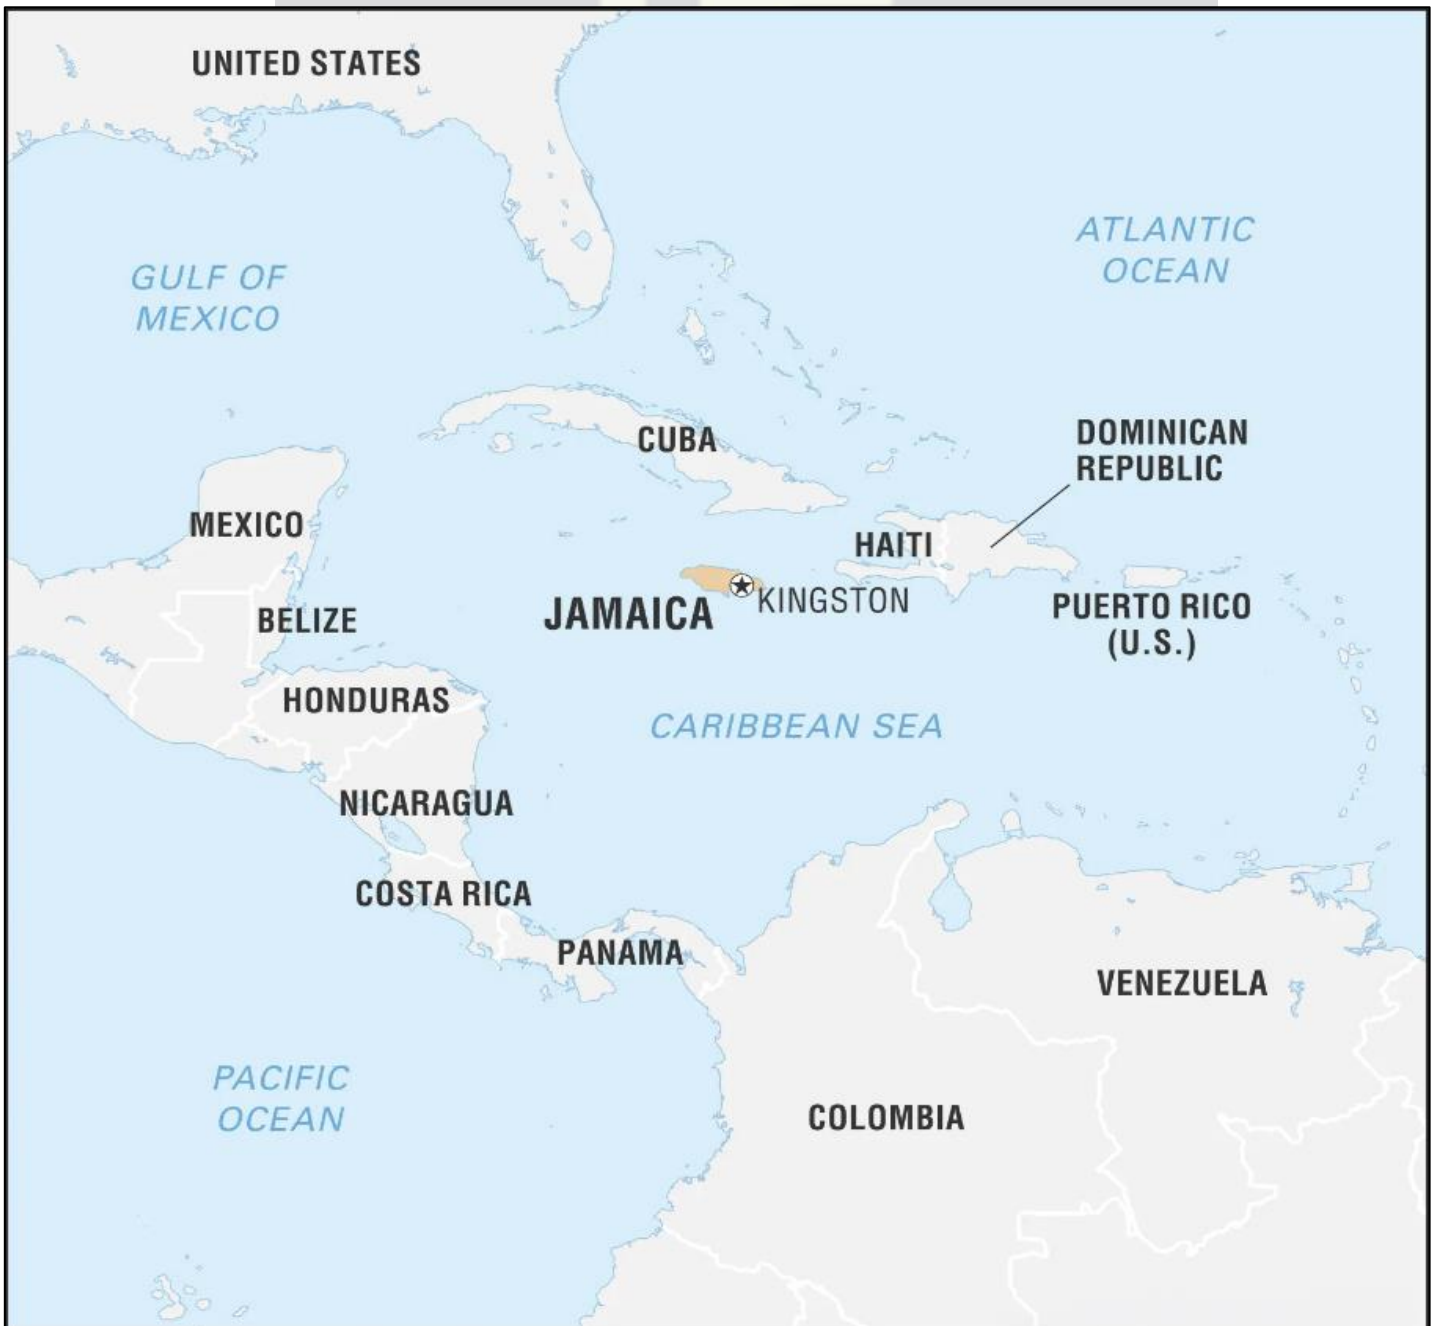 UNITED STATES
ATLANTIC
OCEAN
GULF OF
MEXICO
CUBA
DOMINICAN
REPUBLIC
MEXICO
HAITI
JAMAICA
KINGSTON
PUERTO RICO
(U.S.)
BELIZE
HONDURAS
CARIBBEAN SEA
NICARAGUA
COSTA RICA
PANAMA
VENEZUELA
PACIFIC
OCEAN
COLOMBIA